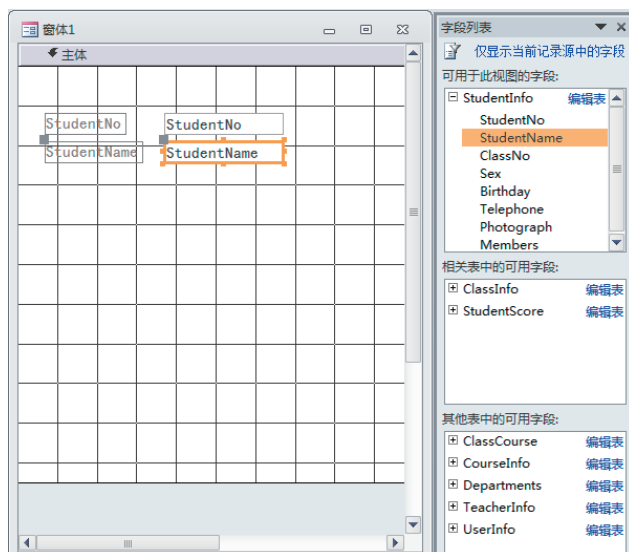 窗体1
主体
StudentNo StudentNo
StudentName StudentName
字段列表
仅显示当前记录源中的字段
可用于此视图的字段:
StudentInfo 编辑表
StudentNo
StudentName
ClassNo
Sex
Birthday
Telephone
Photograph
Members
相关表中的可用字段:
ClassInfo 编辑表
StudentScore 编辑表
其他表中的可用字段:
ClassCourse 编辑表
CourseInfo 编辑表
Departments 编辑表
TeacherInfo 编辑表
UserInfo 编辑表